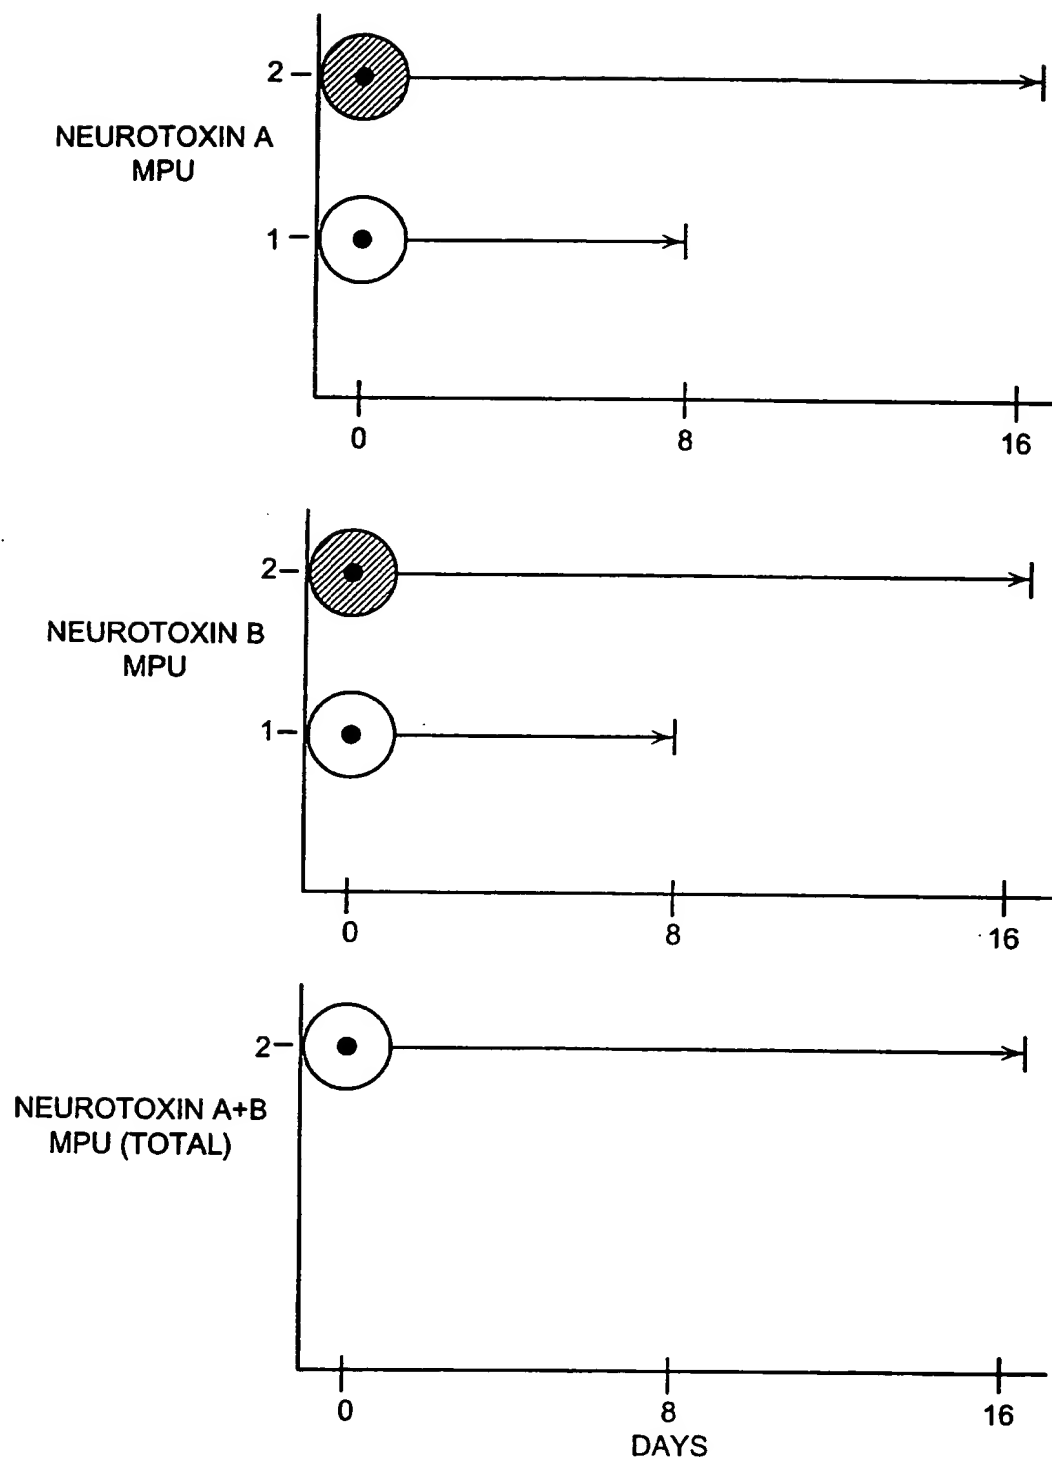 2
NEUROTOXIN A
MPU
1
0 8 16
2
NEUROTOXIN B
MPU
1
0 8 16
2
NEUROTOXIN A+B
MPU (TOTAL)
0 8 16
DAYS